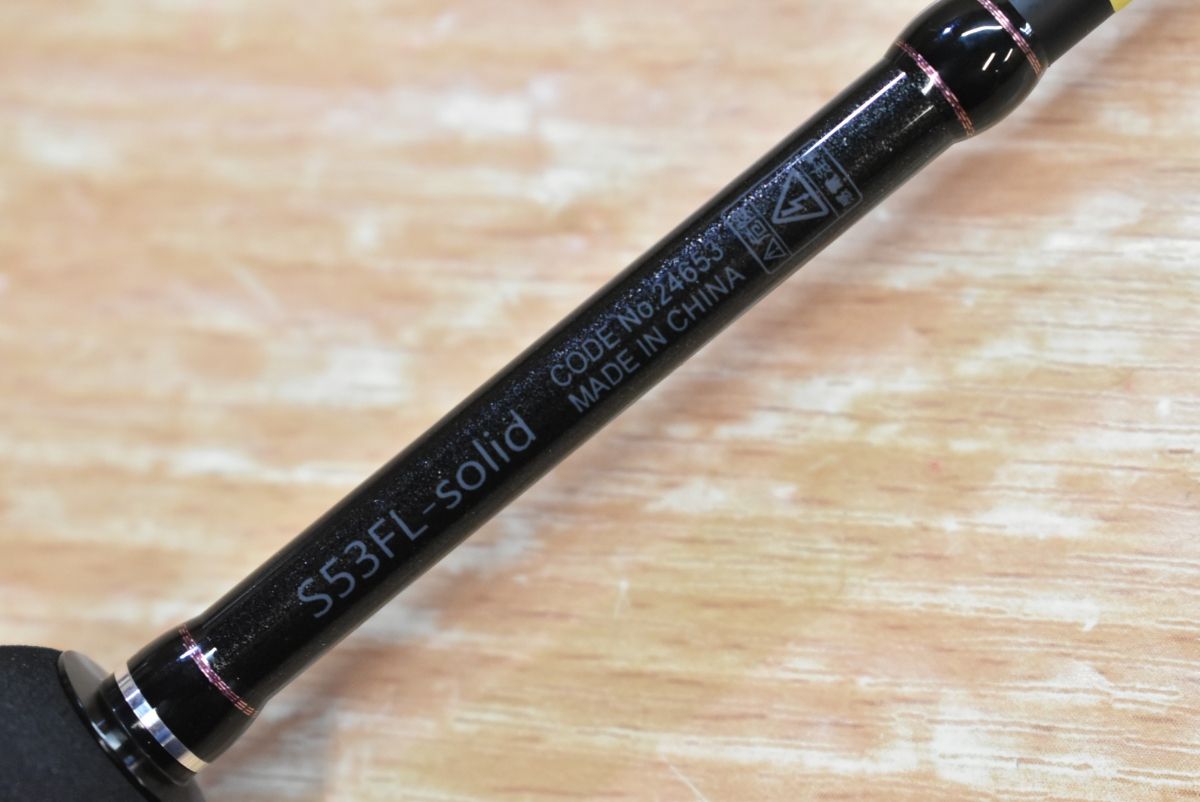 S53FL-solid
CODE No.24653
MADE IN CHINA